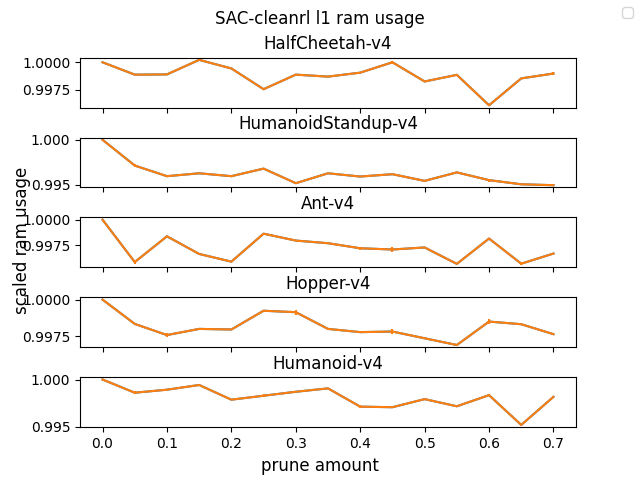 SAC-cleanrl l1 ram usage
HalfCheetah-v4
1.0000
0.9975
HumanoidStandup-v4
1.000
0.995
Ant-v4
1.0000
0.9975
scaled ram usage
Hopper-v4
1.0000
0.9975
Humanoid-v4
1.000
0.995
0.0 0.1 0.2 0.3 0.4 0.5 0.6 0.7
prune amount